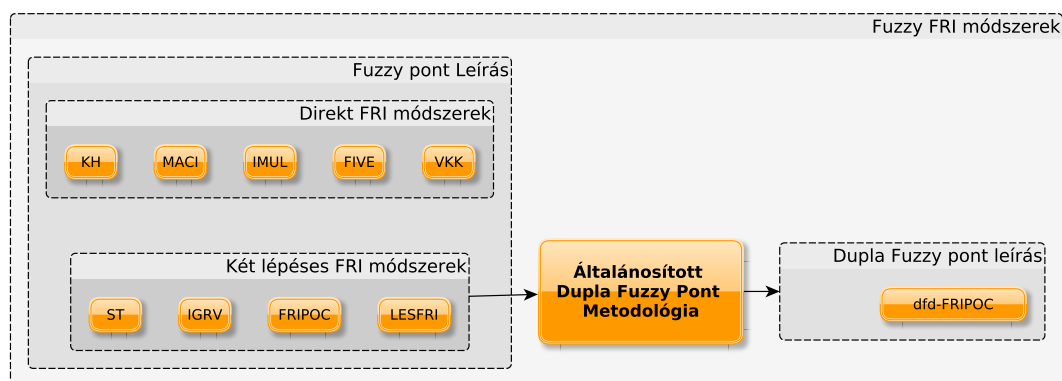 Fuzzy FRI módszerek
Fuzzy pont Leírás
Direkt FRI módszerek
KH MACI IMUL FIVE VKK
Két lépéses FRI módszerek
ST IGRV FRIPOC LESFRI
Általánosított
Dupla Fuzzy Pont
Metodológia
Dupla Fuzzy pont leírás
dfd-FRIPOC